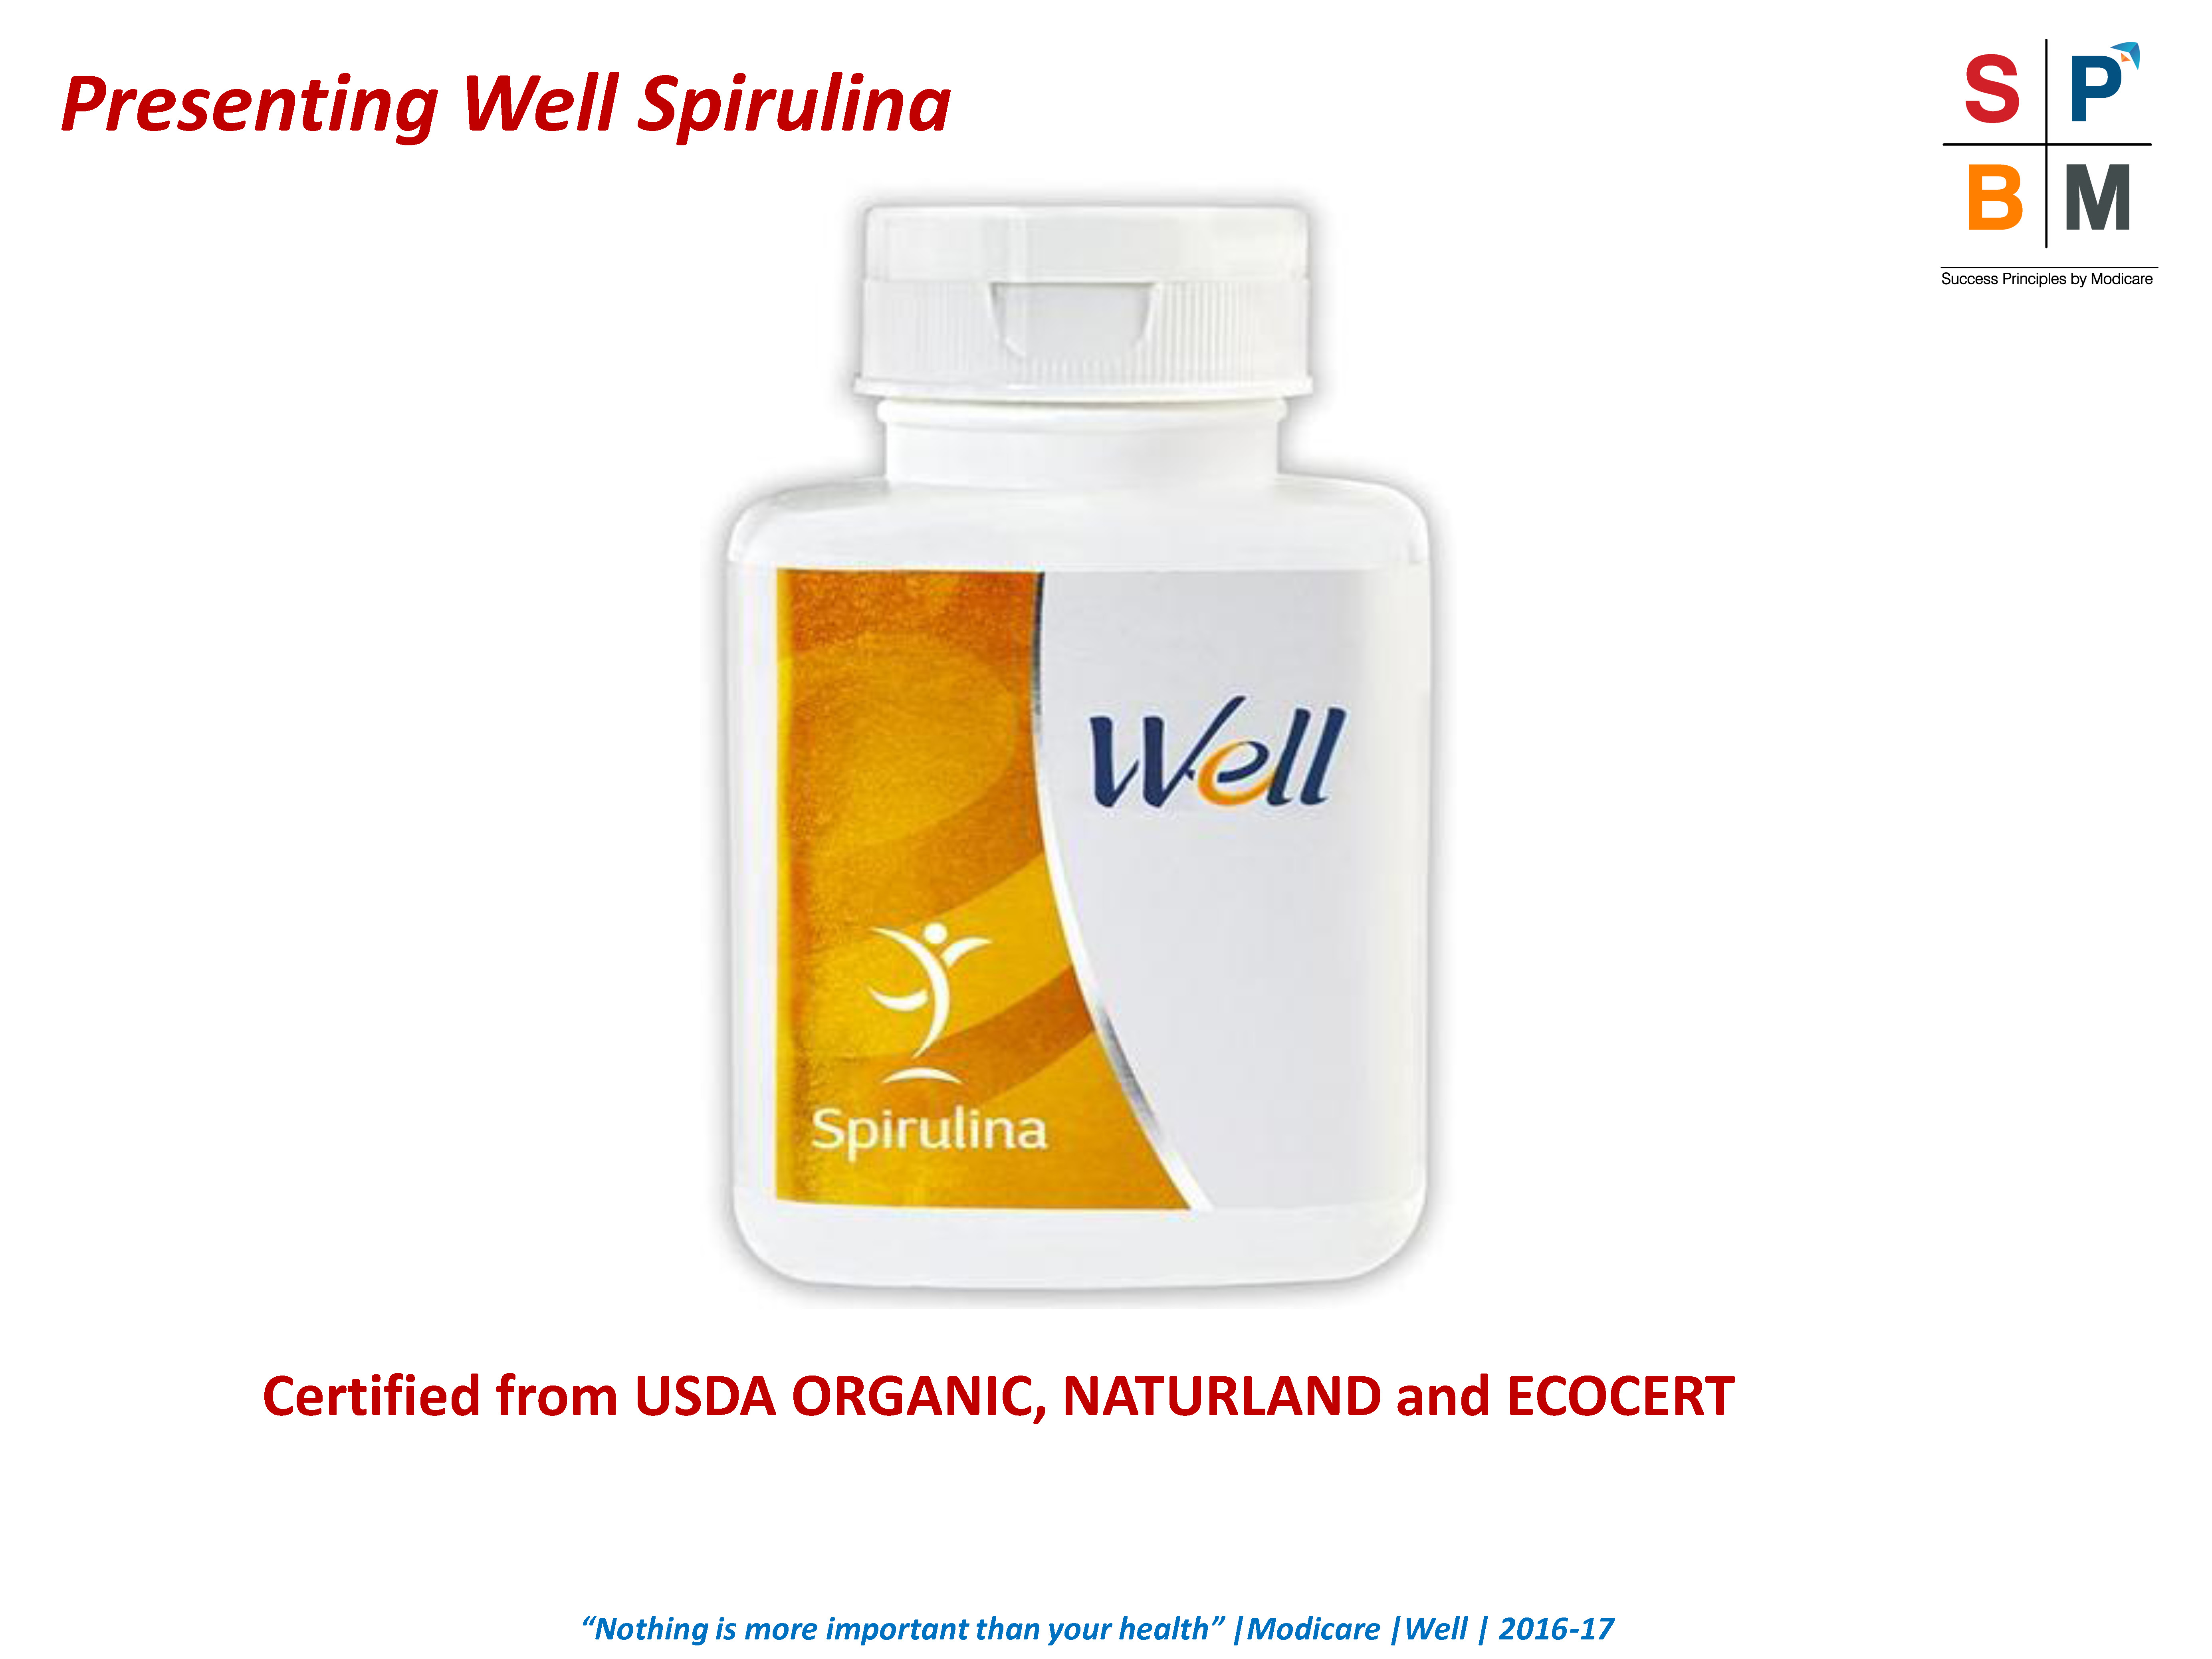 Presenting Well Spirulina
S P
B M
Success Principles by Modicare
Well
Spirulina
Certified from USDA ORGANIC, NATURLAND and ECOCERT
“Nothing is more important than your health” |Modicare |Well | 2016-17